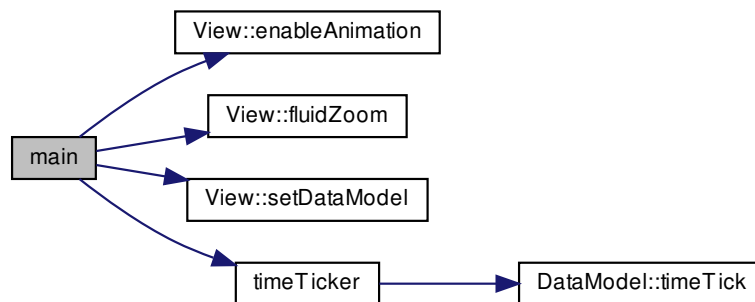 View::enableAnimation
View::fluidZoom
main
View::setDataModel
timeTicker
DataModel::timeTick